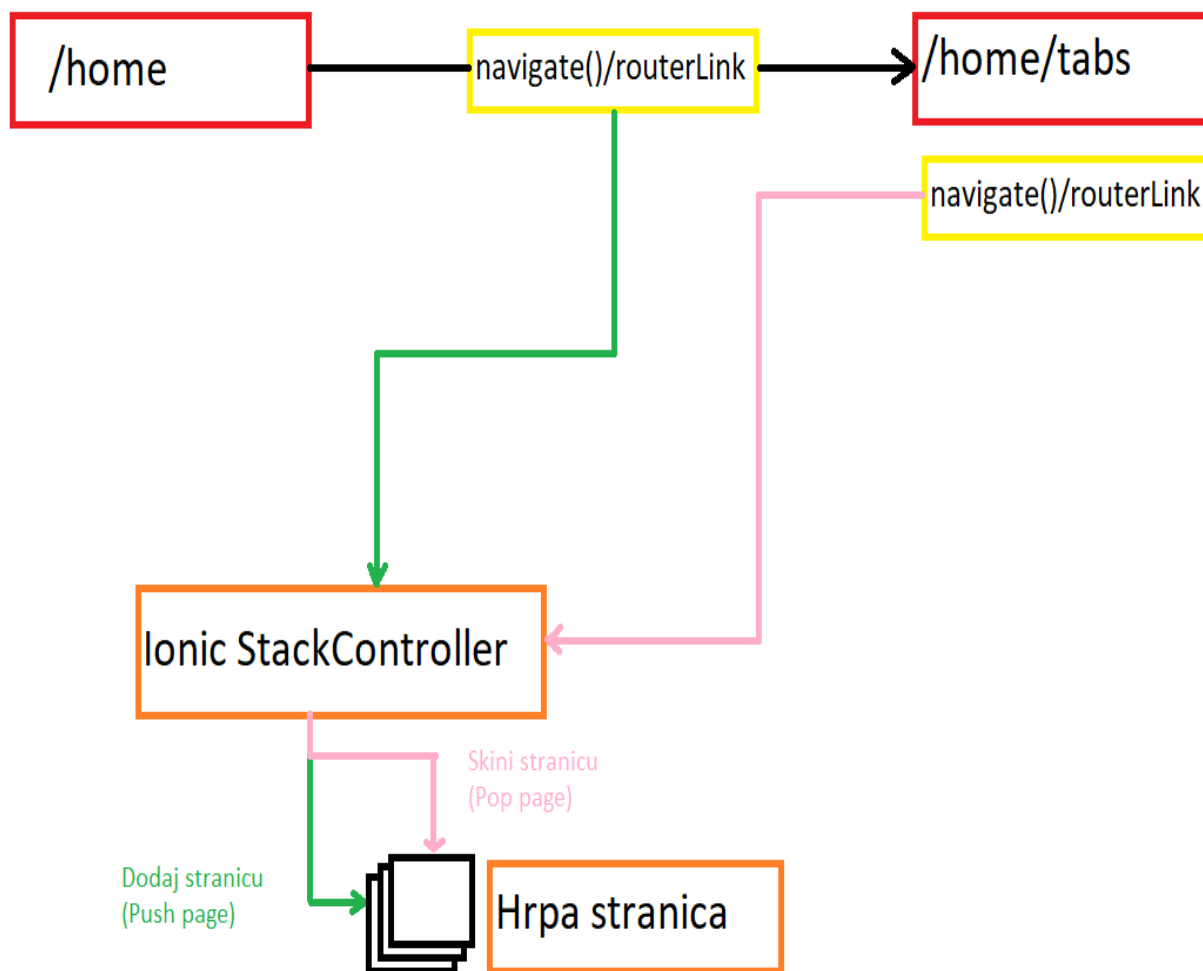 /home
navigate()/routerLink
/home/tabs
navigate()/routerLink
Ionic StackController
Skini stranicu
(Pop page)
Dodaj stranicu
(Push page)
Hrpa stranica